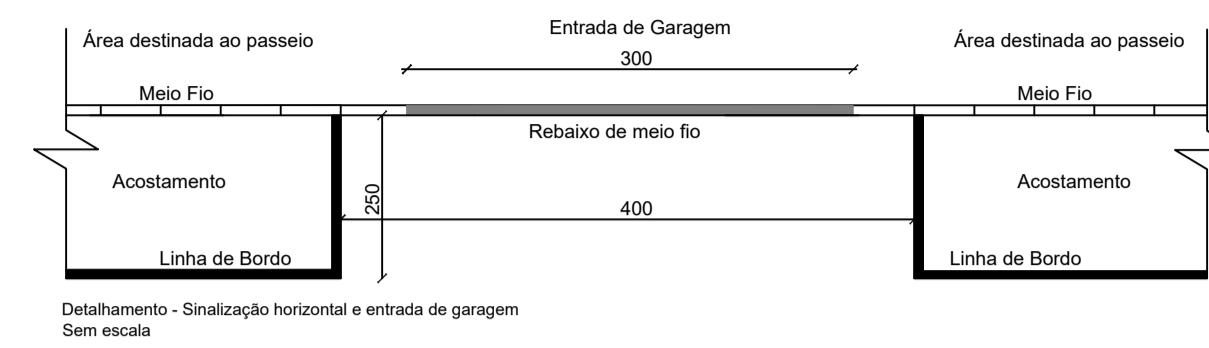 Entrada de Garagem
Área destinada ao passeio
Área destinada ao passeio
300
Meio Fio
Meio Fio
Rebaixo de meio fio
Acostamento
Acostamento
250
400
Linha de Bordo
Linha de Bordo
Detalhamento - Sinalização horizontal e entrada de garagem
Sem escala